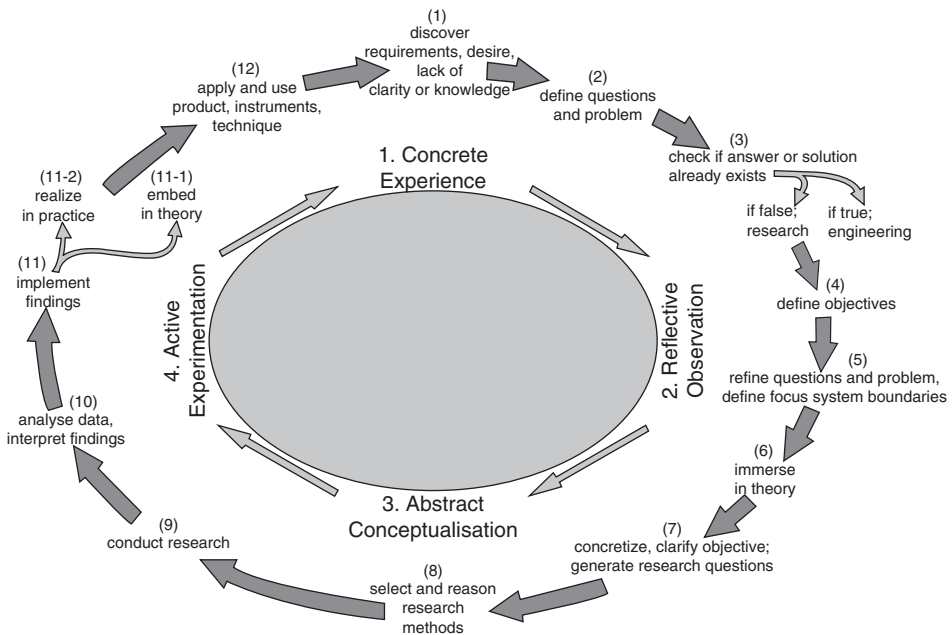 (1)
discover
requirements, desire,
lack of
clarity or knowledge
(2)
define questions
and problem
(3)
check if answer or solution
already exists
if false;
research
if true;
engineering
(4)
define objectives
(5)
refine questions and problem,
define focus system boundaries
(6)
immerse
in theory
(7)
concretize, clarify objective;
generate research questions
(8)
select and reason
research
methods
(9)
conduct research
(10)
analyse data,
interpret findings
(11)
implement
findings
(11-2)
realize
in practice
(11-1)
embed
in theory
(12)
apply and use
product, instruments,
technique
1. Concrete
Experience
2. Reflective
Observation
3. Abstract
Conceptualisation
4. Active
Experimentation